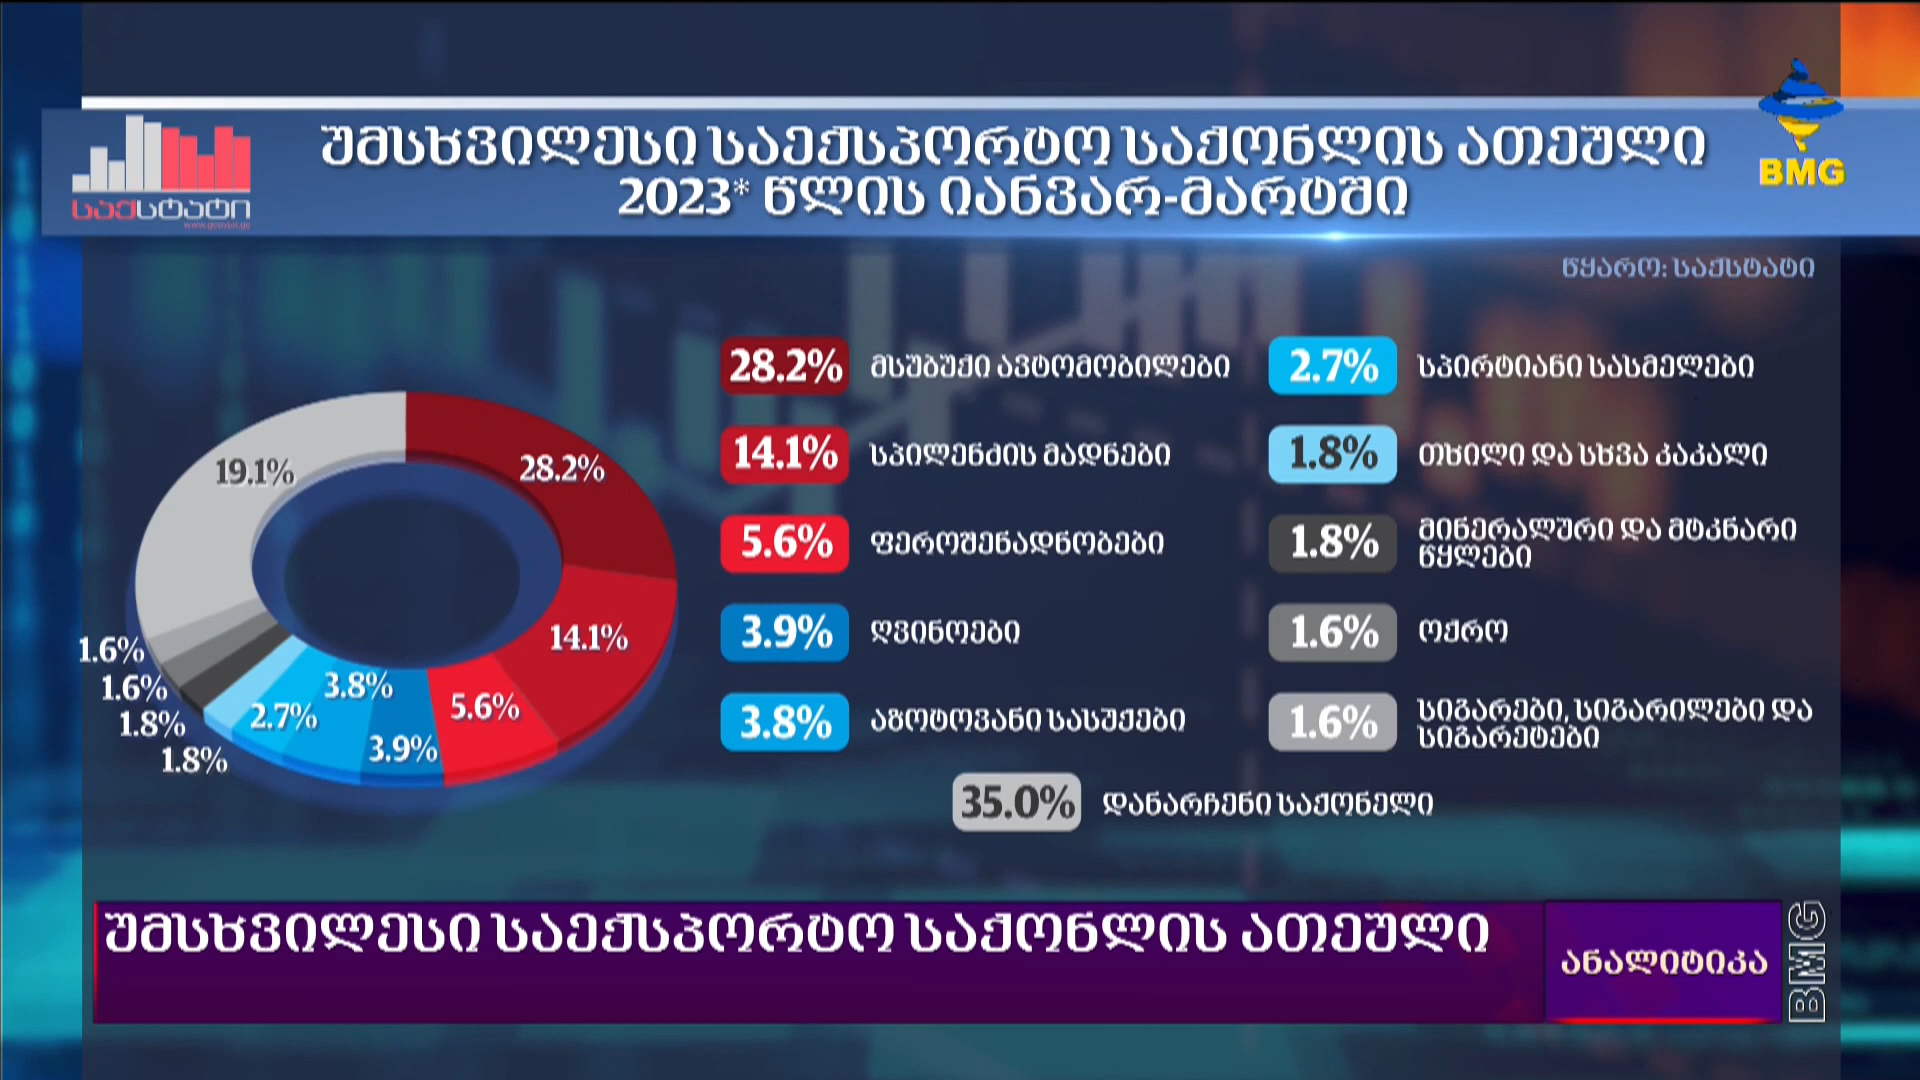 უმსხვილესი საექსპორტო საქონლის ათეული
2023* წლის იანვარ-მარტში
საქსტატი
www.geostat.ge
BMG
წყარო: საქსტატი
28.2% მსუბუქი ავტომობილები
14.1% სპილენძის მადნები
5.6% ფეროშენადნობები
3.9% ღვინოები
3.8% აზოტოვანი სასუქები
2.7% სპირტიანი სასმელები
1.8% თხილი და სხვა კაკალი
1.8% მინერალური და მტკნარი
წყლები
1.6% ოქრო
1.6% სიგარები, სიგარილები და
სიგარეტები
35.0% დანარჩენი საქონელი
19.1%
28.2%
14.1%
5.6%
3.9%
3.8%
2.7%
1.8%
1.8%
1.6%
1.6%
უმსხვილესი საექსპორტო საქონლის ათეული
ანალიტიკა
BMG